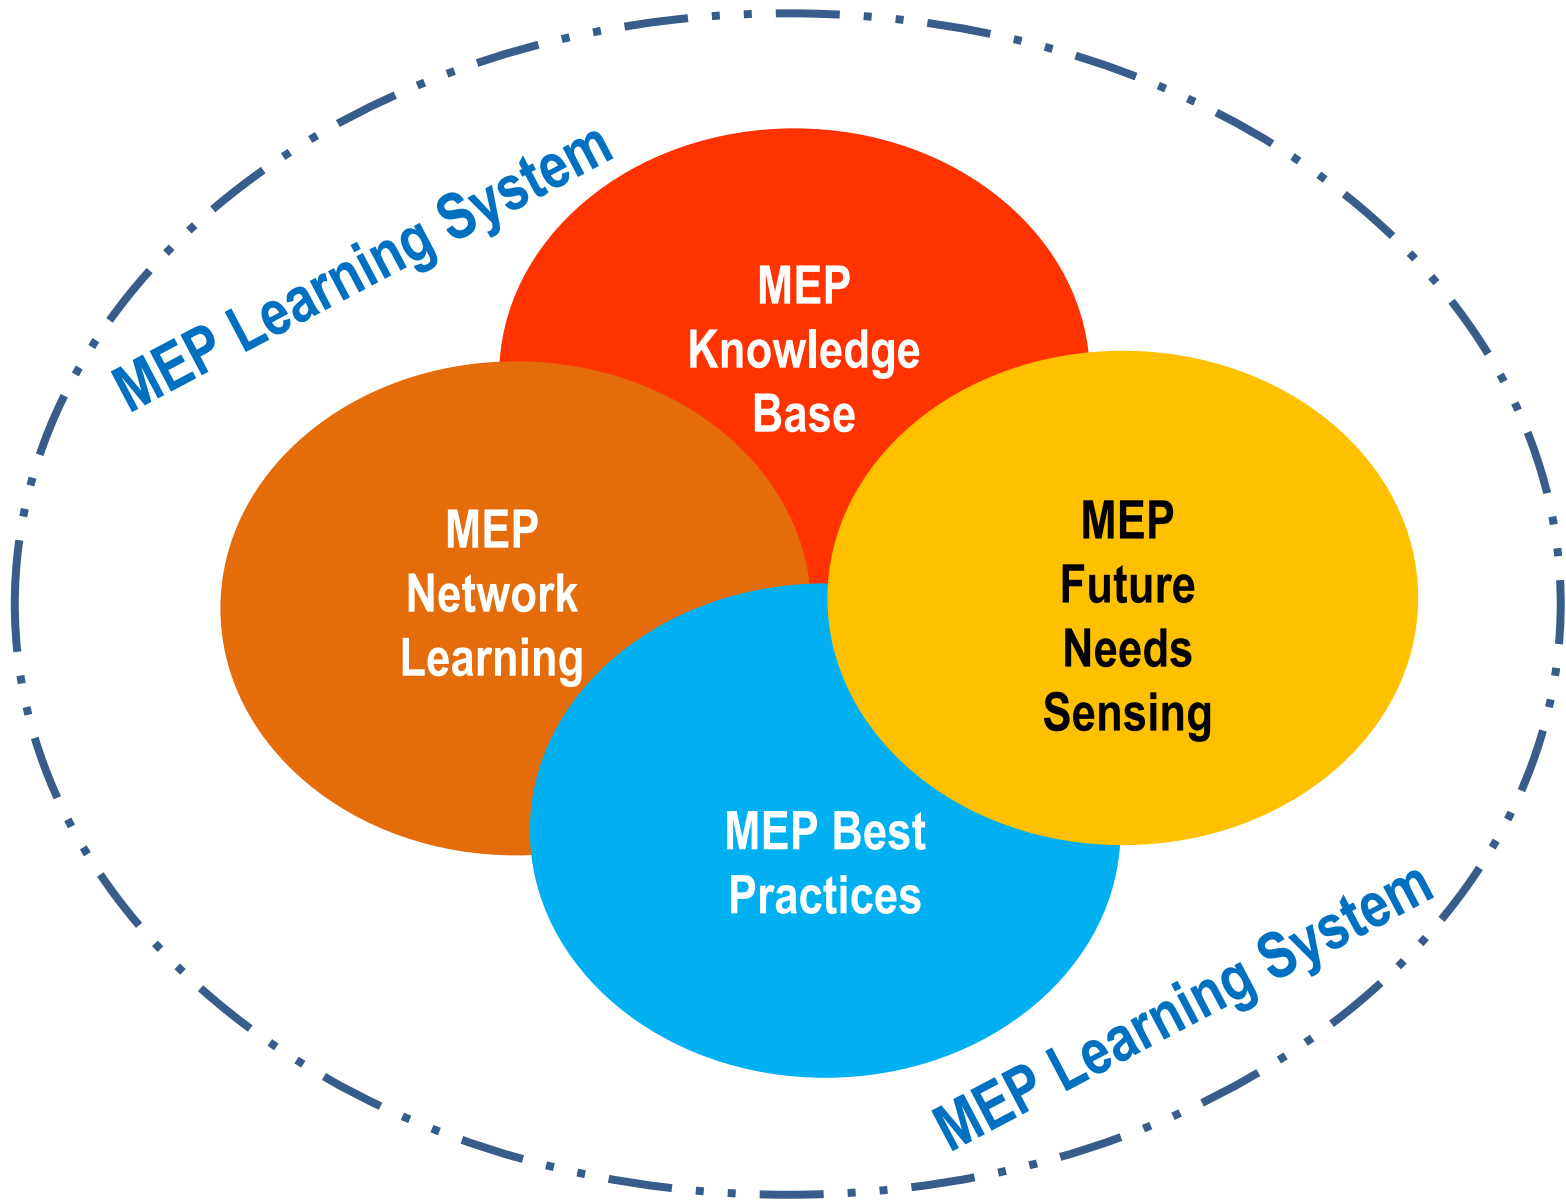 MEP Learning System
MEP
Knowledge
Base
MEP
Network
Learning
MEP
Future
Needs
Sensing
MEP Best
Practices
MEP Learning System